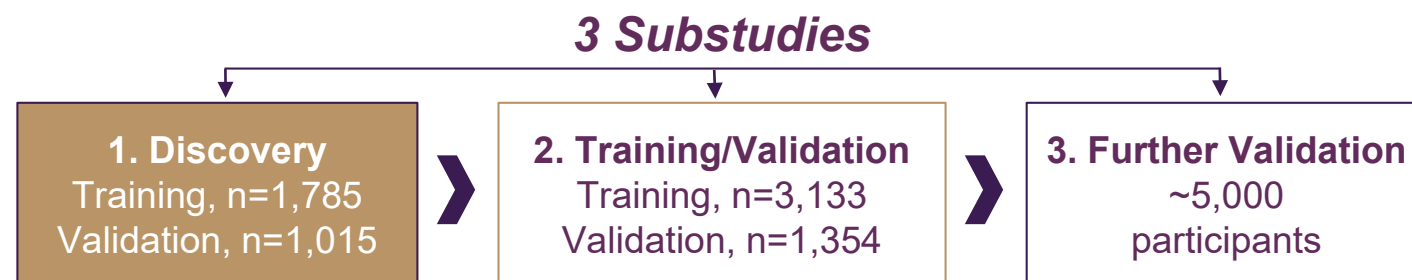 3 Substudies
1. Discovery
Training, n=1,785
Validation, n=1,015
2. Training/Validation
Training, n=3,133
Validation, n=1,354
3. Further Validation
~5,000
participants